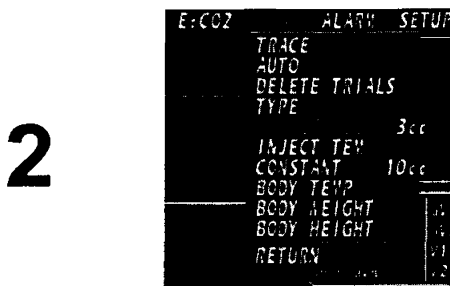 2
E:CO2 ALARM SETUP
TRACE
AUTO
DELETE TRIALS
TYPE
3cc
INJECT TEM
CONSTANT 10cc
BODY TEMP
BODY WEIGHT
BODY HEIGHT
RETURN